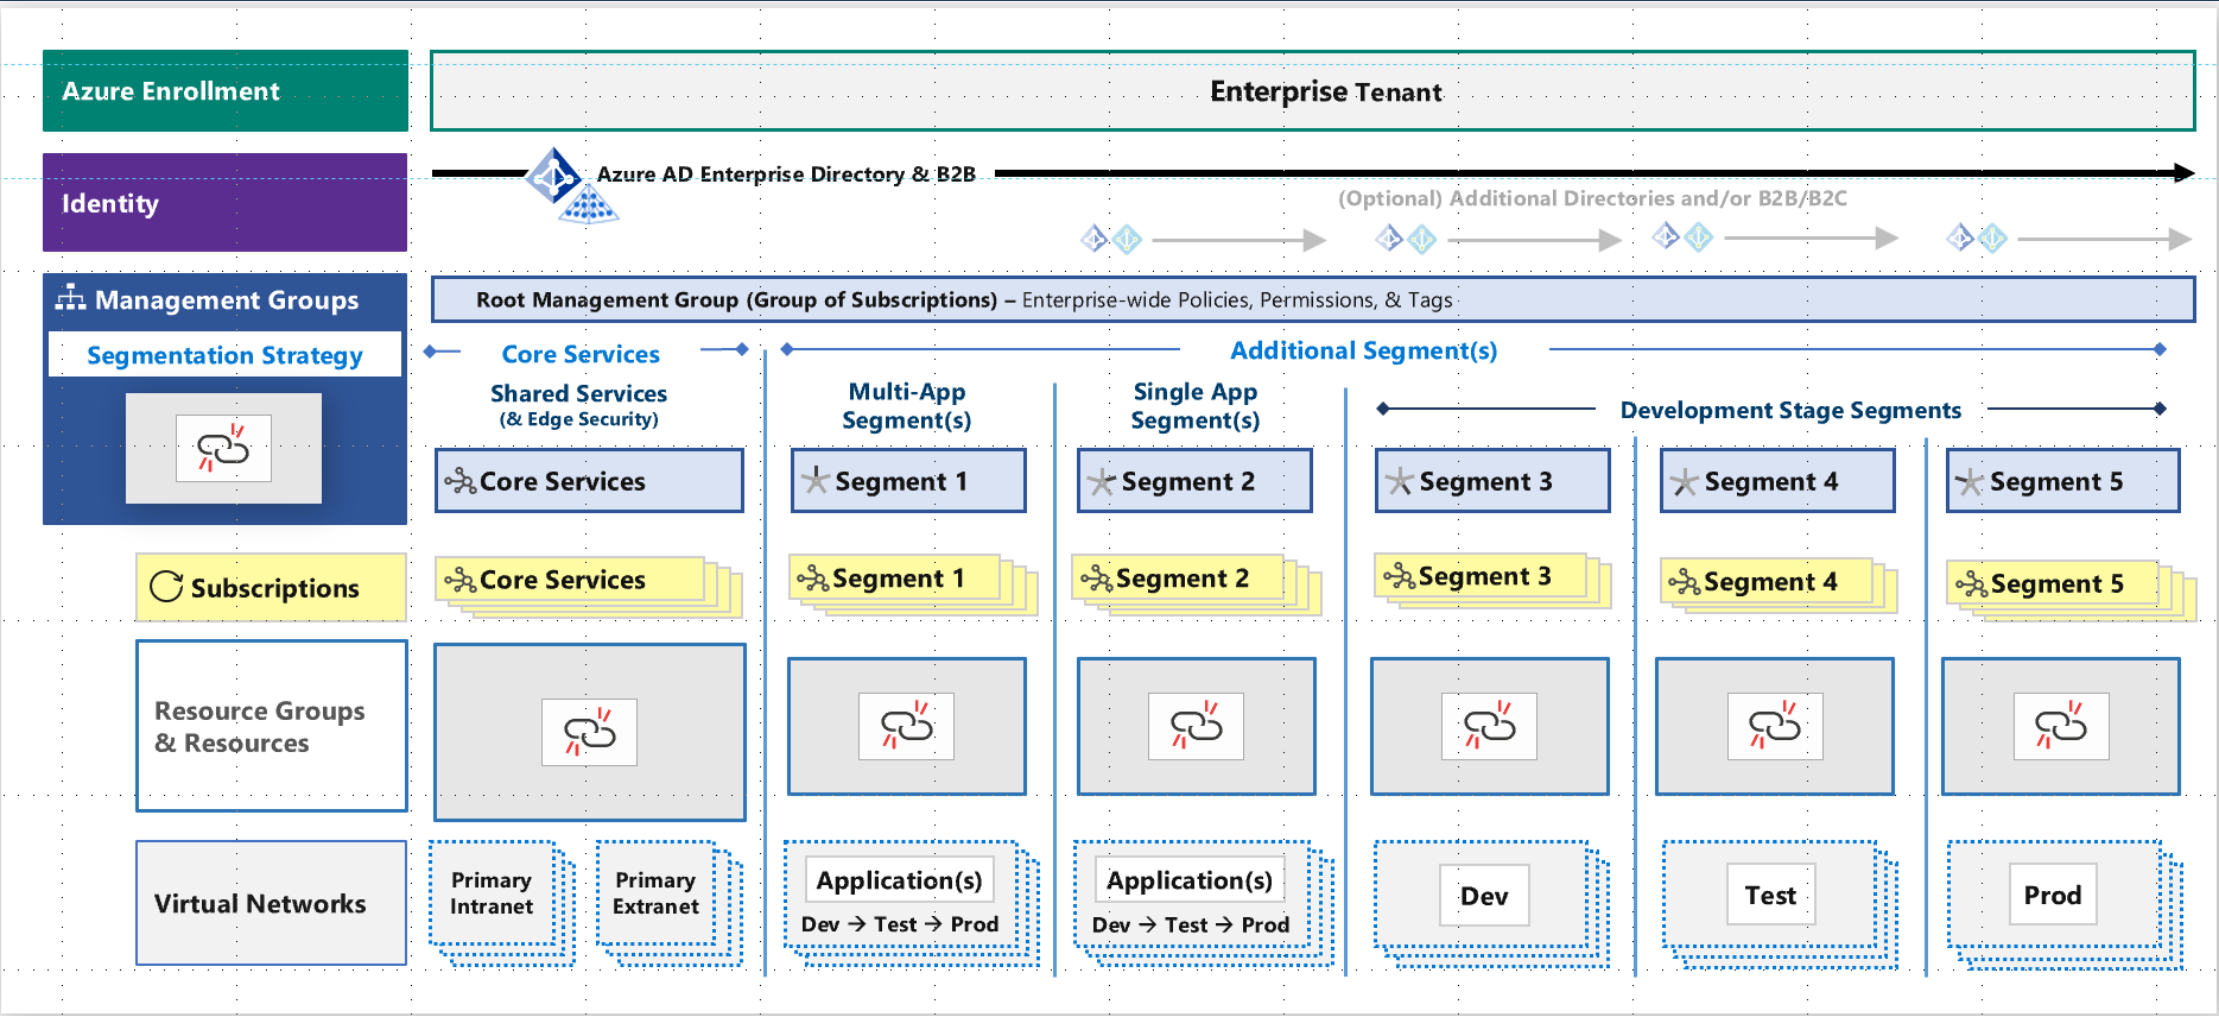 Azure Enrollment
Enterprise Tenant
Identity
Azure AD Enterprise Directory & B2B
(Optional) Additional Directories and/or B2B/B2C
Management Groups
Root Management Group (Group of Subscriptions) – Enterprise-wide Policies, Permissions, & Tags
Segmentation Strategy
Core Services
Additional Segment(s)
Shared Services
(& Edge Security)
Multi-App
Segment(s)
Single App
Segment(s)
Development Stage Segments
Core Services
Segment 1
Segment 2
Segment 3
Segment 4
Segment 5
Subscriptions
Core Services
Segment 1
Segment 2
Segment 3
Segment 4
Segment 5
Resource Groups
& Resources
Virtual Networks
Primary
Intranet
Primary
Extranet
Application(s)
Dev → Test → Prod
Application(s)
Dev → Test → Prod
Dev
Test
Prod